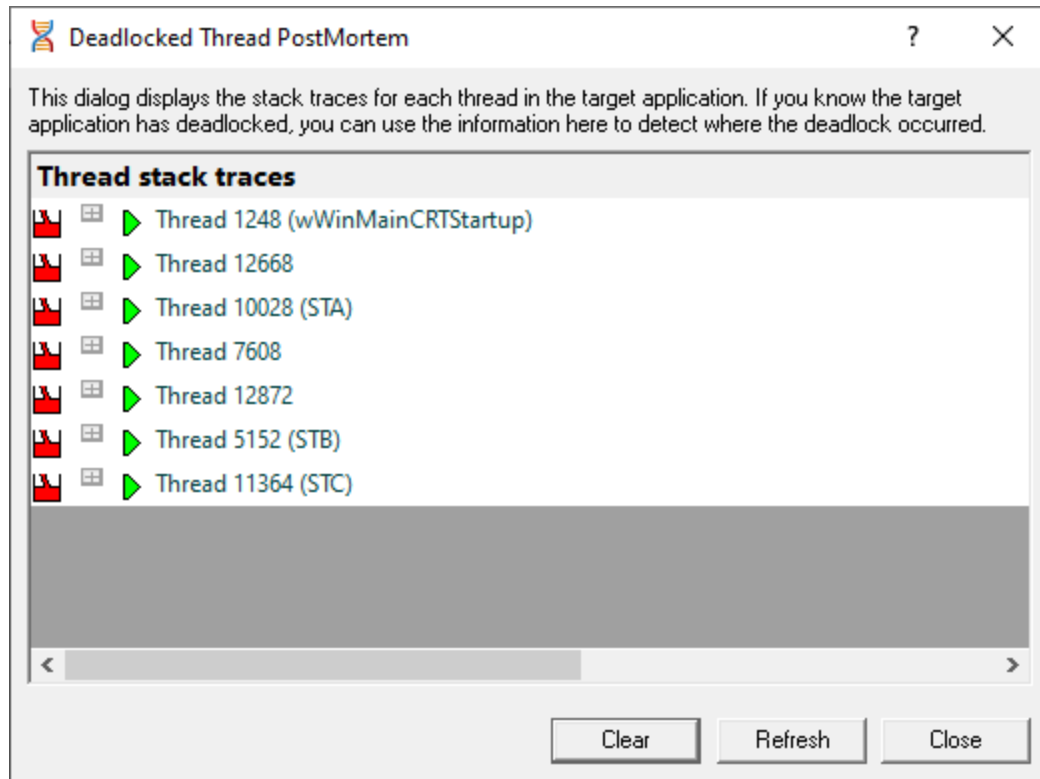 Deadlocked Thread PostMortem
?
This dialog displays the stack traces for each thread in the target application. If you know the target
application has deadlocked, you can use the information here to detect where the deadlock occurred.
Thread stack traces
Thread 1248 (wWinMainCRTStartup)
Thread 12668
Thread 10028 (STA)
Thread 7608
Thread 12872
Thread 5152 (STB)
Thread 11364 (STC)
Clear Refresh Close